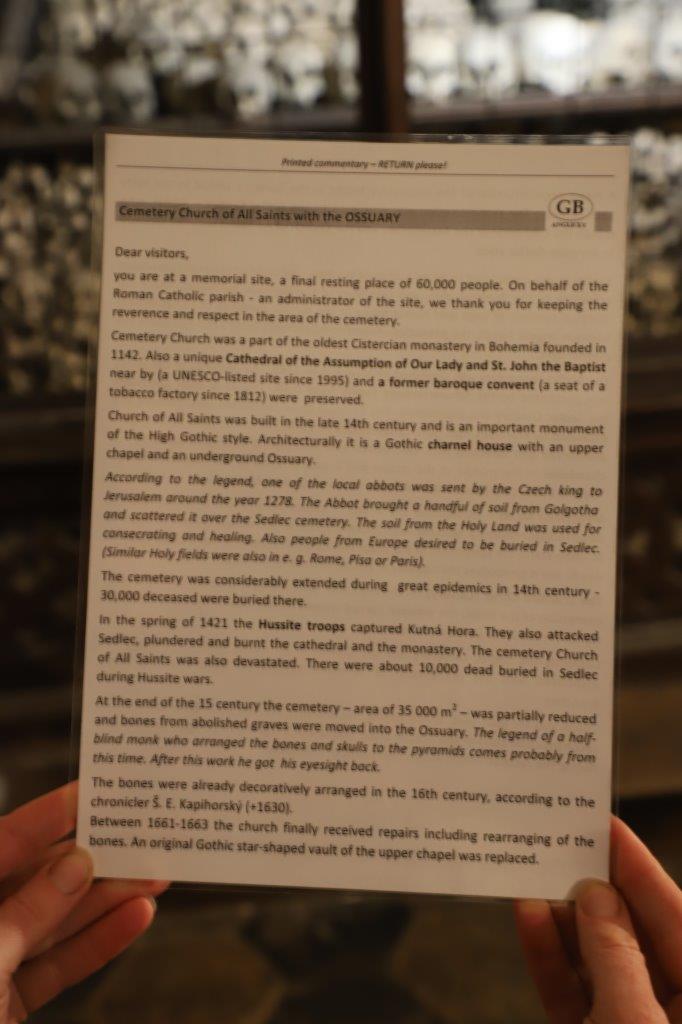 Printed commentary – RETURN please!
GB
ANGLICKY
Cemetery Church of All Saints with the OSSUARY
Dear visitors,
you are at a memorial site, a final resting place of 60,000 people. On behalf of the
Roman Catholic parish - an administrator of the site, we thank you for keeping the
reverence and respect in the area of the cemetery.
Cemetery Church was a part of the oldest Cistercian monastery in Bohemia founded in
1142. Also a unique Cathedral of the Assumption of Our Lady and St. John the Baptist
near by (a UNESCO-listed site since 1995) and a former baroque convent (a seat of a
tobacco factory since 1812) were preserved.
Church of All Saints was built in the late 14th century and is an important monument
of the High Gothic style. Architecturally it is a Gothic charnel house with an upper
chapel and an underground Ossuary.
According to the legend, one of the local abbots was sent by the Czech king to
Jerusalem around the year 1278. The Abbot brought a handful of soil from Golgotha
and scattered it over the Sedlec cemetery. The soil from the Holy Land was used for
consecrating and healing. Also people from Europe desired to be buried in Sedlec.
(Similar Holy fields were also in e. g. Rome, Pisa or Paris).
The cemetery was considerably extended during great epidemics in 14th century -
30,000 deceased were buried there.
In the spring of 1421 the Hussite troops captured Kutná Hora. They also attacked
Sedlec, plundered and burnt the cathedral and the monastery. The cemetery Church
of All Saints was also devastated. There were about 10,000 dead buried in Sedlec
during Hussite wars.
At the end of the 15 century the cemetery – area of 35 000 m² – was partially reduced
and bones from abolished graves were moved into the Ossuary. The legend of a half-
blind monk who arranged the bones and skulls to the pyramids comes probably from
this time. After this work he got his eyesight back.
The bones were already decoratively arranged in the 16th century, according to the
chronicler Š. E. Kapihorský (+1630).
Between 1661-1663 the church finally received repairs including rearranging of the
bones. An original Gothic star-shaped vault of the upper chapel was replaced.